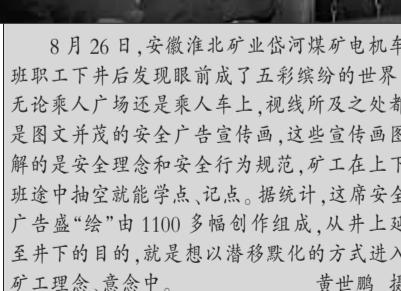 8月26日,安徽淮北矿业岱河煤矿电机车
班职工下井后发现眼前成了五彩缤纷的世界
无论乘人广场还是乘人车上,视线所及之处都
是图文并茂的安全广告宣传画,这些宣传画图
解的是安全理念和安全行为规范,矿工在上下
班途中抽空就能学点、记点。据统计,这席安全
广告盛“绘”由1100多幅创作组成,从井上延
至井下的目的,就是想以潜移默化的方式进入
矿工理念、意念中。 黄世鹏 摄